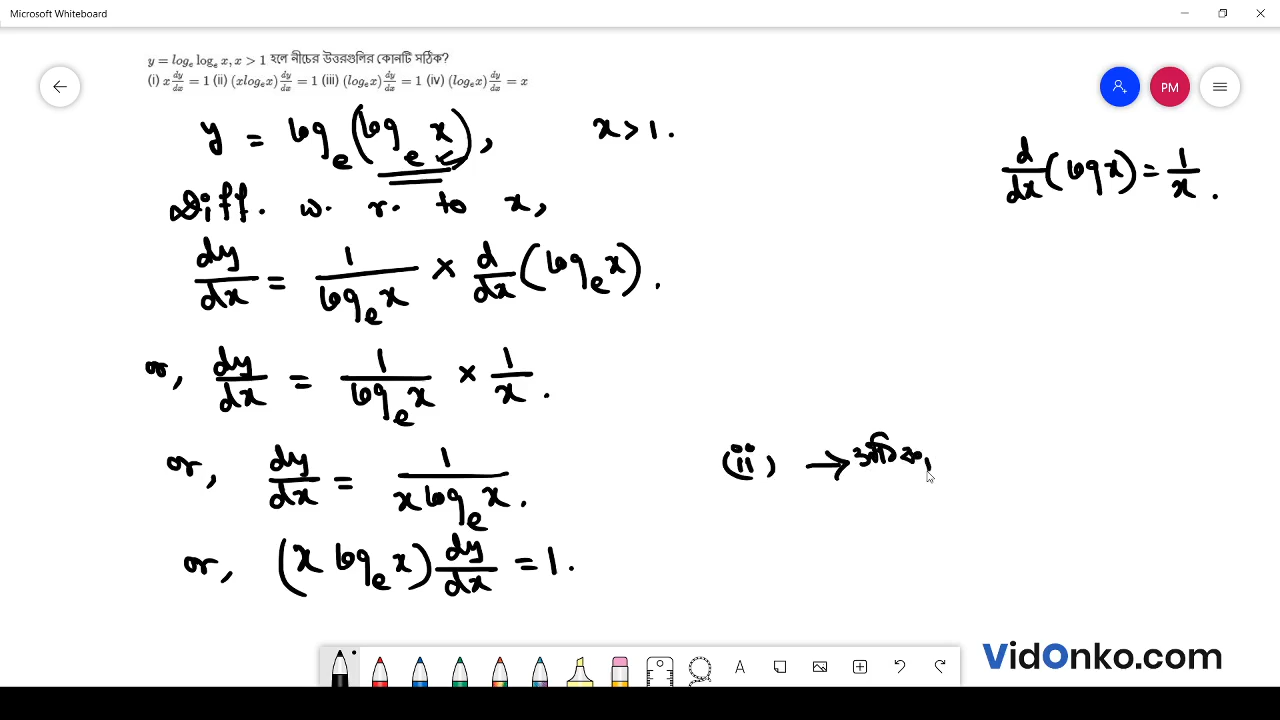 Microsoft Whiteboard
y = log_e log_e x, x > 1 হলে নীচের উত্তরগুলির কোনটি সঠিক?
(i) x dy/dx = 1 (ii) (xlog_e x) dy/dx = 1 (iii) (log_e x) dy/dx = 1 (iv) (log_e x) dy/dx = x
PM
y = log_e (log_e x), x > 1.
d/dx (log x) = 1/x .
Diff. w. r. to x,
dy/dx = 1/(log_e x) × d/dx (log_e x) .
or, dy/dx = 1/(log_e x) × 1/x .
or, dy/dx = 1/(x log_e x) .
(ii) →
or, (x log_e x) dy/dx = 1 .
A
VidOnko.com